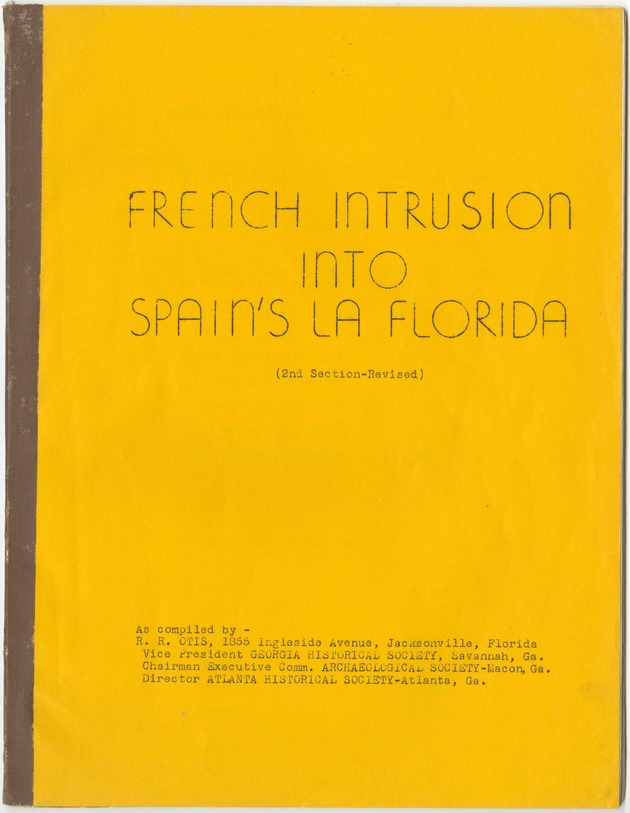 FRENCH INTRUSION
INTO
SPAIN'S LA FLORIDA
(2nd Section-Revised)
As compiled by -
R. R. OTIS, 1855 Ingleside Avenue, Jacksonville, Florida
Vice President GEORGIA HISTORICAL SOCIETY, Savannah, Ga.
Chairman Executive Comm. ARCHAEOLOGICAL SOCIETY-Macon, Ga.
Director ATLANTA HISTORICAL SOCIETY-Atlanta, Ga.